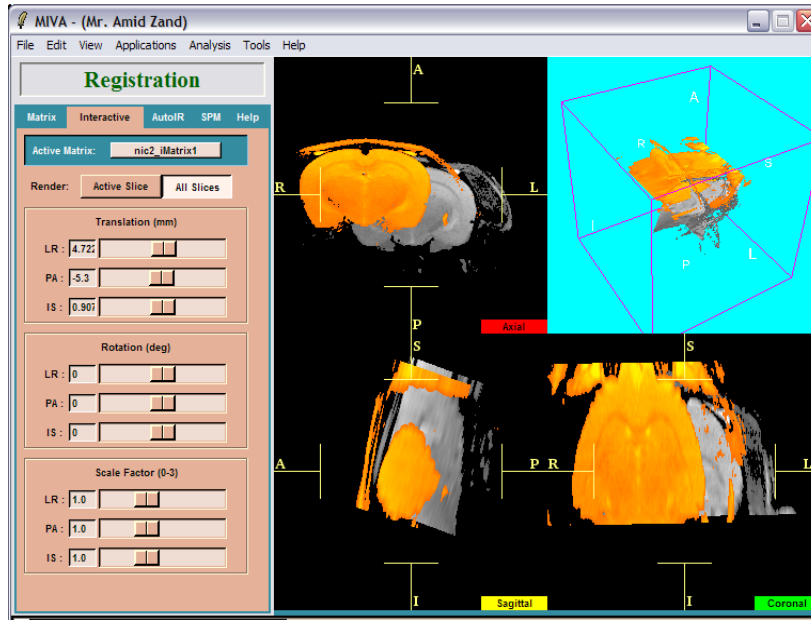 MIVA - (Mr. Amid Zand)
File Edit View Applications Analysis Tools Help
Registration
Matrix Interactive AutoIR SPM Help
Active Matrix: nic2_iMatrix1
Render: Active Slice All Slices
Translation (mm)
LR : 4.722
PA : -5.3
IS : 0.907
Rotation (deg)
LR : 0
PA : 0
IS : 0
Scale Factor (0-3)
LR : 1.0
PA : 1.0
IS : 1.0
A
R L
P
Axial
A
R
S
I
L
P
S
A P
I
Sagittal
S
R L
I
Coronal